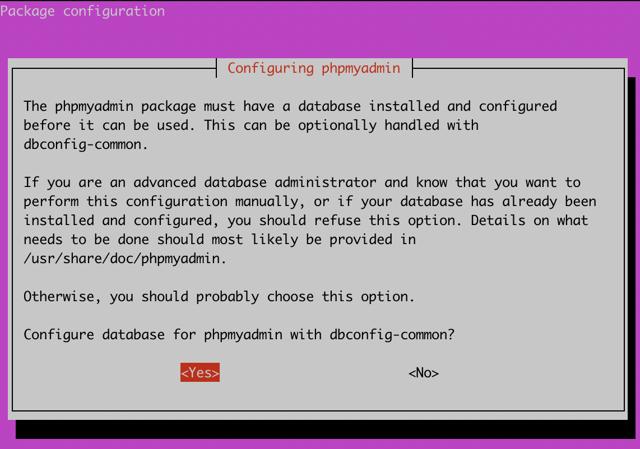 Package configuration
Configuring phpmyadmin
The phpmyadmin package must have a database installed and configured
before it can be used. This can be optionally handled with
dbconfig-common.
If you are an advanced database administrator and know that you want to
perform this configuration manually, or if your database has already been
installed and configured, you should refuse this option. Details on what
needs to be done should most likely be provided in
/usr/share/doc/phpmyadmin.
Otherwise, you should probably choose this option.
Configure database for phpmyadmin with dbconfig-common?
<Yes> <No>